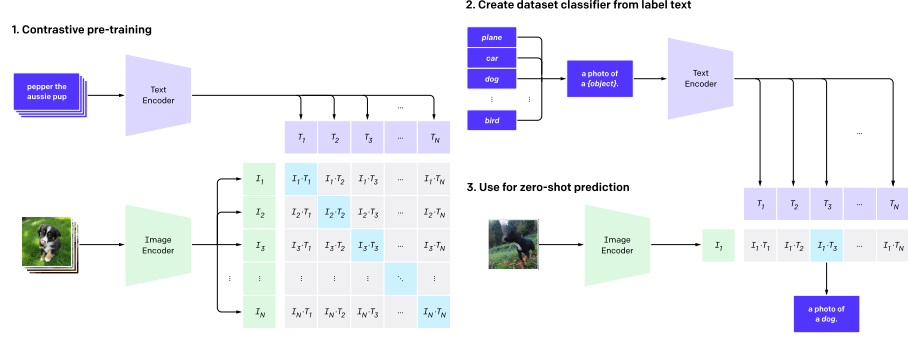 1. Contrastive pre-training
pepper the
aussie pup
Text
Encoder
...
T1 T2 T3 ... TN
I1 I1·T1 I1·T2 I1·T3 ... I1·TN
I2 I2·T1 I2·T2 I2·T3 ... I2·TN
I3 I3·T1 I3·T2 I3·T3 ... I3·TN
⋮ ⋮ ⋮ ⋮ ⋮ ⋱ ⋮
IN IN·T1 IN·T2 IN·T3 ... IN·TN
Image
Encoder
2. Create dataset classifier from label text
plane
car
dog
⋮ ⋮
bird
a photo of
a {object}.
Text
Encoder
...
3. Use for zero-shot prediction
T1 T2 T3 ... TN
Image
Encoder
I1 I1·T1 I1·T2 I1·T3 ... I1·TN
a photo of
a dog.